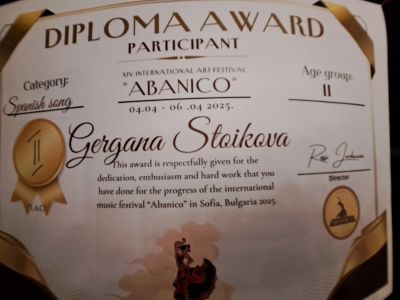 DIPLOMA AWARD
PARTICIPANT
XIV INTERNATIONAL ART FESTIVAL
"ABANICO"
04.04 - 06 .04 2025.
Category:
Spanish song
Age group:
II
Gergana Stoikova
This award is respectfully given for the
dedication, enthusiasm and hard work that you
have done for the progress of the international
music festival "Abanico" in Sofia, Bulgaria 2025.
Director